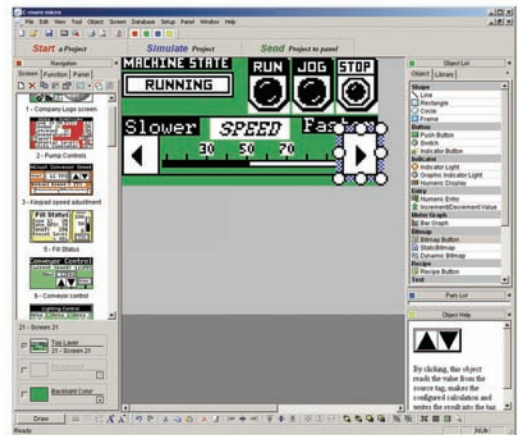 C-more Micro
File Edit View Tool Object Screen Database Setup Panel Window Help
Start a Project
Simulate Project
Send Project to panel
Navigation
Screen Function Panel
1 - Company Logo screen
2 - Pump Controls
3 - Keypad speed adjustment
Fill Status
5 - Fill Status
Conveyor Control
6 - Conveyor control
Lighting Control
21 - Screen 21
Top Layer
21 - Screen 21
Background
Backlight Color
MACHINE STATE
RUNNING
RUN JOG STOP
Slower SPEED Fast
30 50 70
Object List
Object Library
Shape
Line
Rectangle
Circle
Frame
Button
Push Button
Switch
Indicator Button
Indicator
Indicator Light
Graphic Indicator Light
Numeric Display
Entry
Numeric Entry
Increment/Decrement Value
Meter Graph
Bar Graph
Bitmap
Bitmap Button
StaticBitmap
Dynamic Bitmap
Recipe
Recipe Button
Text
Parts List
Object Help
By clicking, this object
reads the value from the
source tag, makes the
configured calculation and
writes the result into the tag
Draw
Ready
NUM